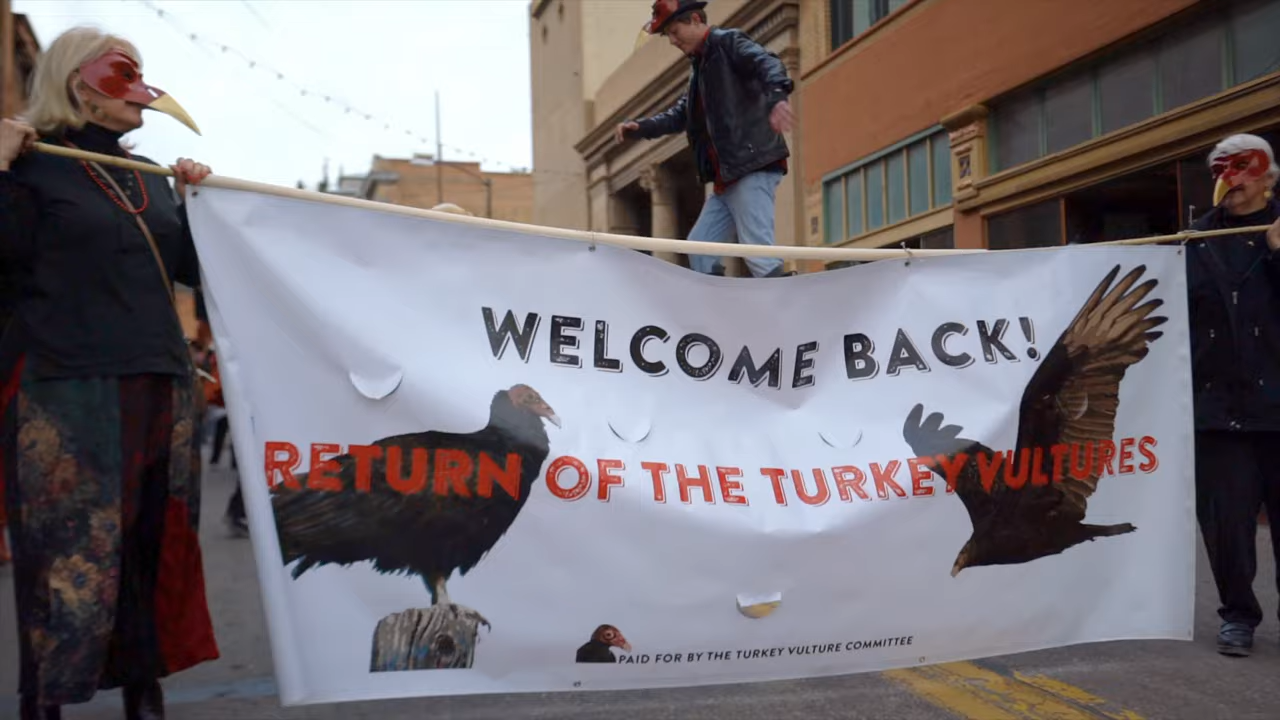 WELCOME BACK!
RETURN OF THE TURKEY VULTURES
PAID FOR BY THE TURKEY VULTURE COMMITTEE